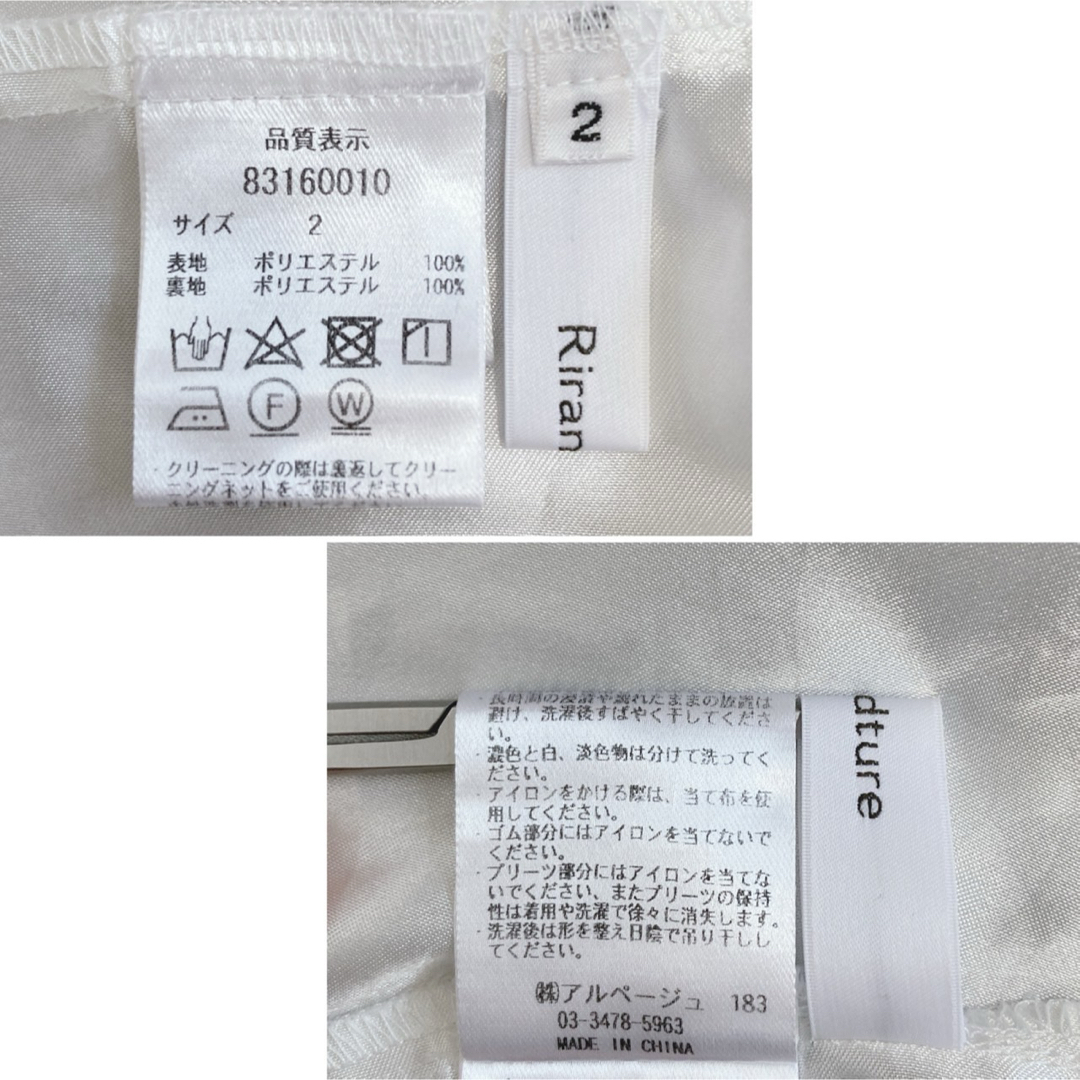 品質表示
83160010
サイズ 2
表地 ポリエステル 100%
裏地 ポリエステル 100%
F W
・クリーニングの際は裏返してクリー
ニングネットをご使用ください
2
Riran
避け、洗濯後すばやく干してくださ
い。
・濃色と白、淡色物は分けて洗ってく
ださい。
・アイロンをかける際は、当て布を使
用してください。
・ゴム部分にはアイロンを当てないで
ください。
・プリーツ部分にはアイロンを当てな
いでください、またプリーツの保持
性は着用や洗濯で徐々に消失します。
・洗濯後は形を整え日陰で吊り干しし
てください。
㈱アルページュ 183
03-3478-5963
MADE IN CHINA
dture